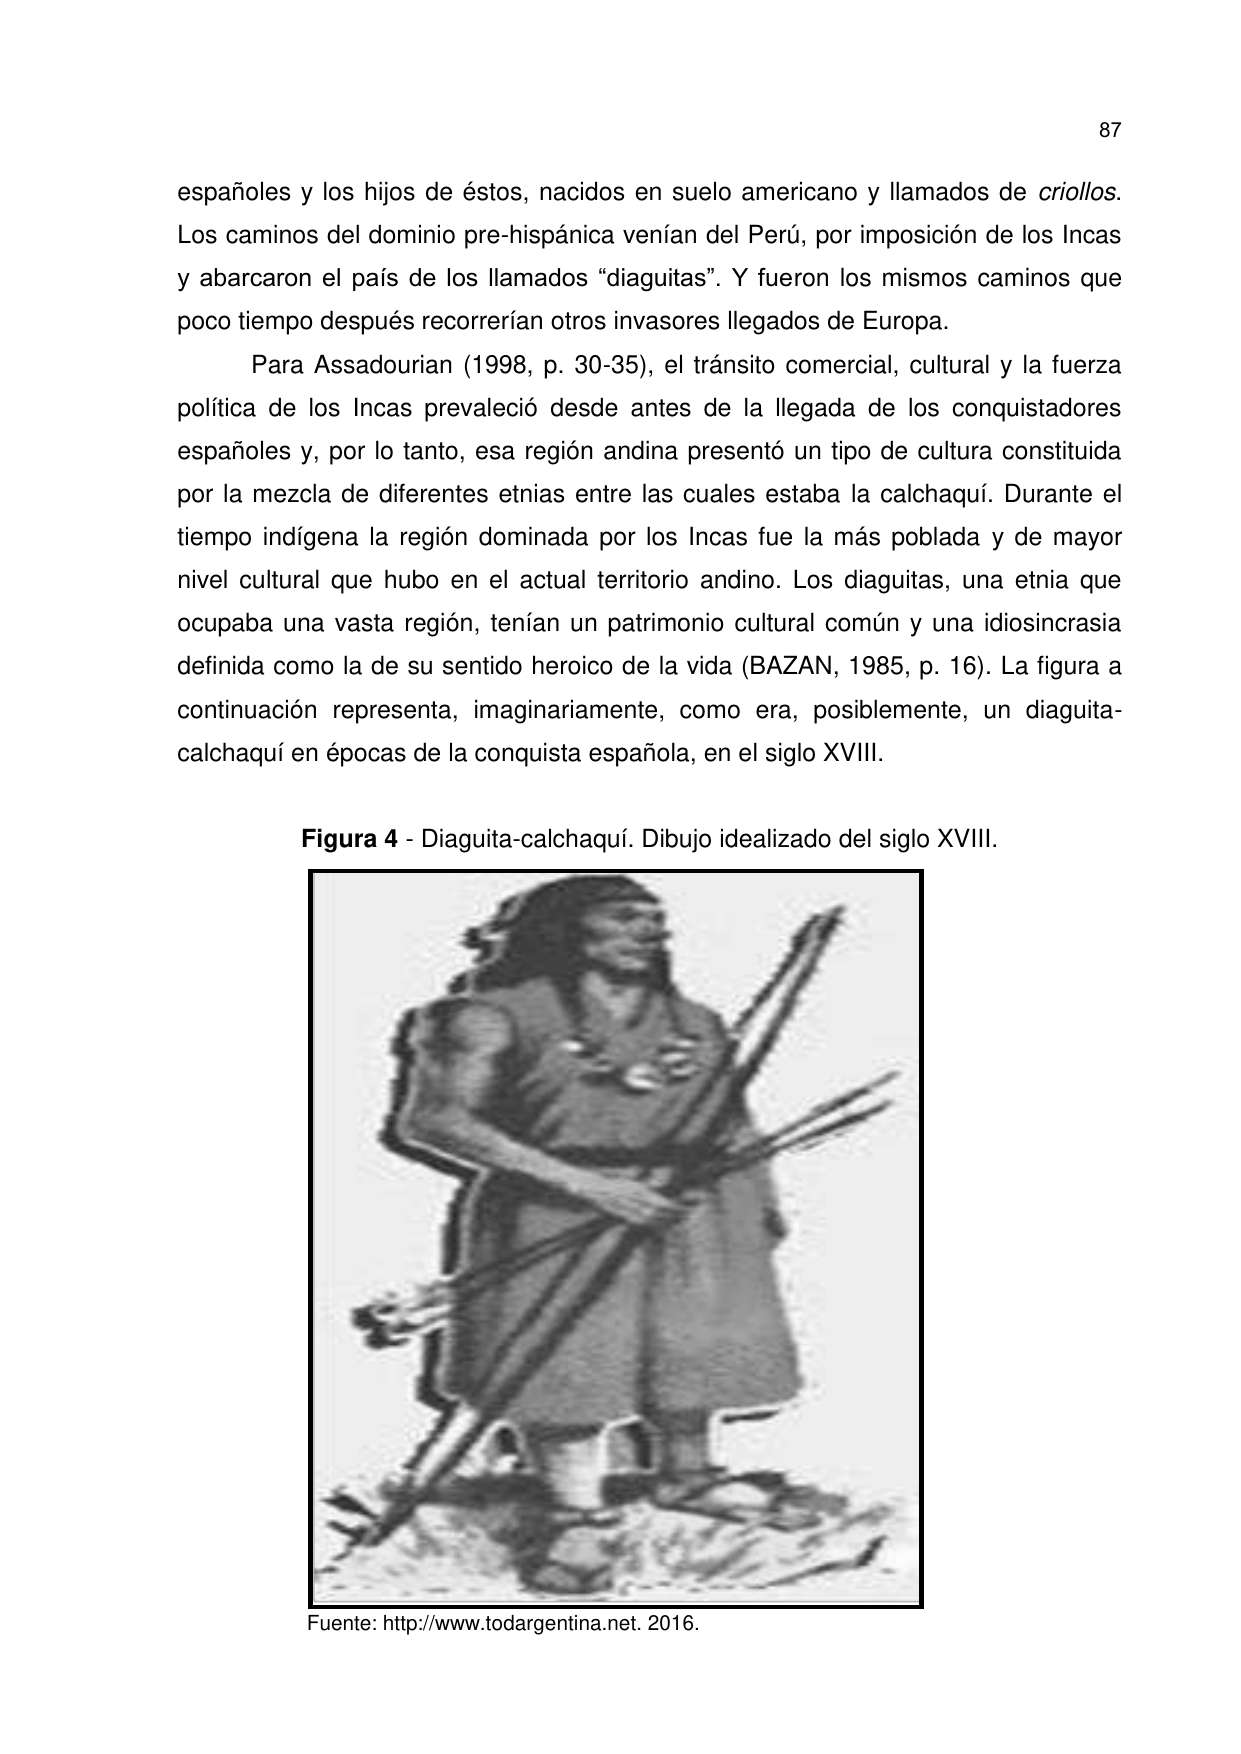 87
españoles y los hijos de éstos, nacidos en suelo americano y llamados de criollos.
Los caminos del dominio pre-hispánica venían del Perú, por imposición de los Incas
y abarcaron el país de los llamados “diaguitas”. Y fueron los mismos caminos que
poco tiempo después recorrerían otros invasores llegados de Europa.
Para Assadourian (1998, p. 30-35), el tránsito comercial, cultural y la fuerza
política de los Incas prevaleció desde antes de la llegada de los conquistadores
españoles y, por lo tanto, esa región andina presentó un tipo de cultura constituida
por la mezcla de diferentes etnias entre las cuales estaba la calchaquí. Durante el
tiempo indígena la región dominada por los Incas fue la más poblada y de mayor
nivel cultural que hubo en el actual territorio andino. Los diaguitas, una etnia que
ocupaba una vasta región, tenían un patrimonio cultural común y una idiosincrasia
definida como la de su sentido heroico de la vida (BAZAN, 1985, p. 16). La figura a
continuación representa, imaginariamente, como era, posiblemente, un diaguita-
calchaquí en épocas de la conquista española, en el siglo XVIII.
Figura 4 - Diaguita-calchaquí. Dibujo idealizado del siglo XVIII.
Fuente: http://www.todargentina.net. 2016.